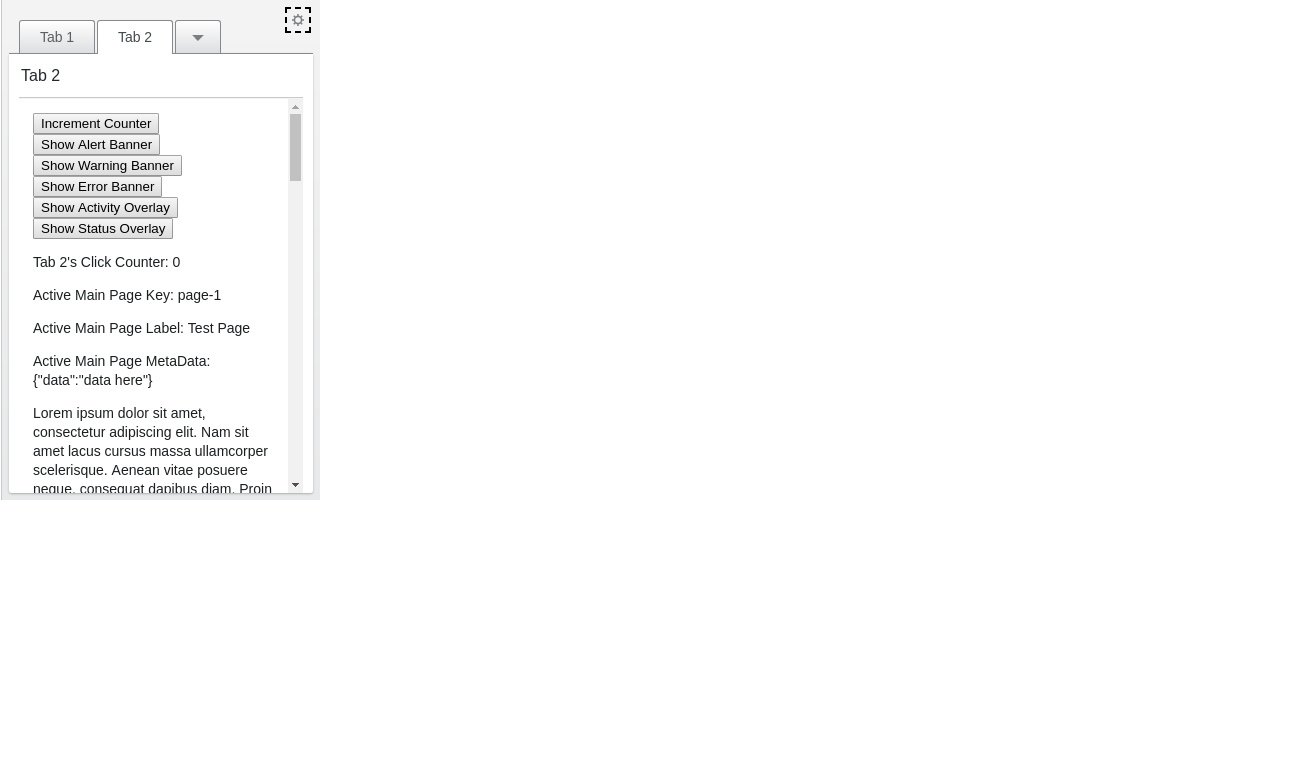 Tab 1
Tab 2
Tab 2
Increment Counter
Show Alert Banner
Show Warning Banner
Show Error Banner
Show Activity Overlay
Show Status Overlay
Tab 2's Click Counter: 0
Active Main Page Key: page-1
Active Main Page Label: Test Page
Active Main Page MetaData:
{"data":"data here"}
Lorem ipsum dolor sit amet,
consectetur adipiscing elit. Nam sit
amet lacus cursus massa ullamcorper
scelerisque. Aenean vitae posuere
neque, consequat dapibus diam. Proin